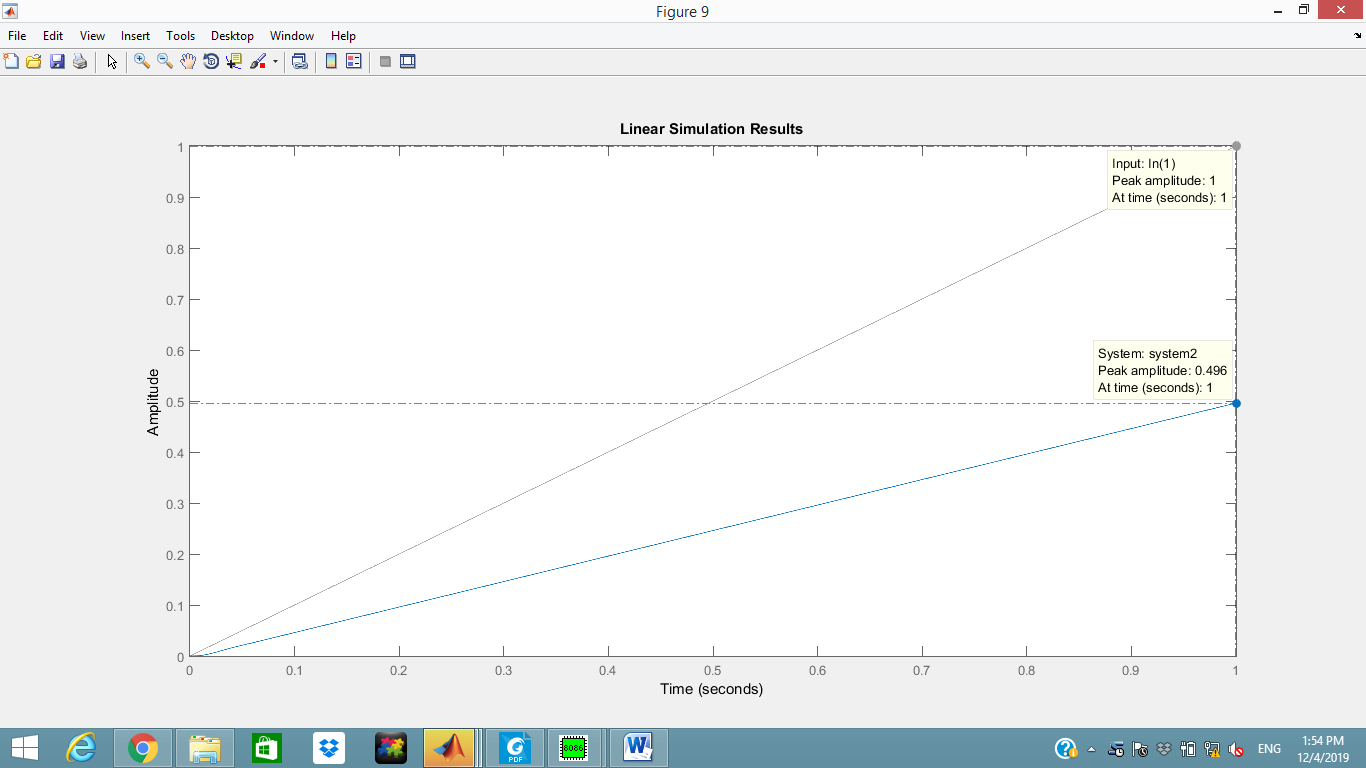 Figure 9
File Edit View Insert Tools Desktop Window Help
Linear Simulation Results
1
0.9
0.8
0.7
0.6
0.5
0.4
0.3
0.2
0.1
0
Amplitude
Input: In(1)
Peak amplitude: 1
At time (seconds): 1
System: system2
Peak amplitude: 0.496
At time (seconds): 1
0 0.1 0.2 0.3 0.4 0.5 0.6 0.7 0.8 0.9 1
Time (seconds)
PDF
8086
ENG
1:54 PM
12/4/2019